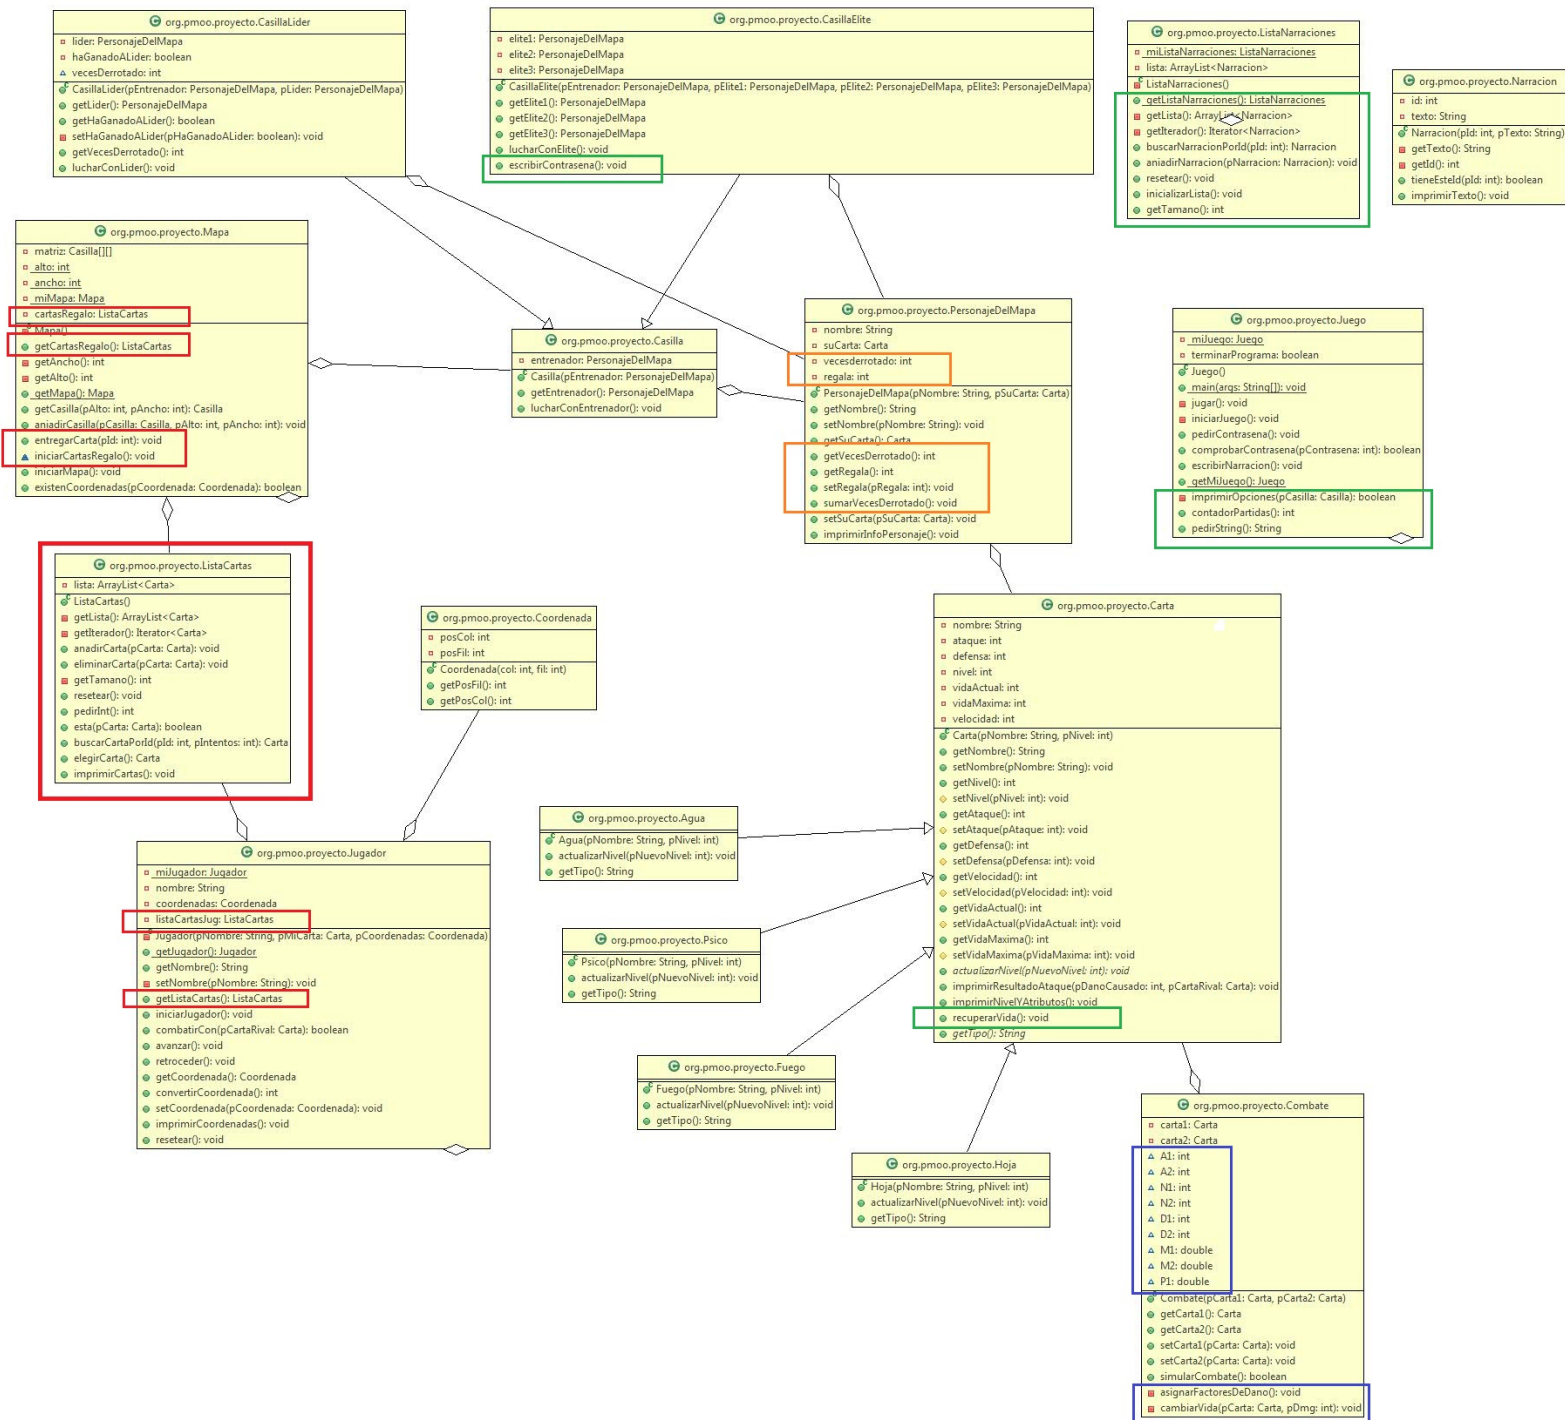 org.pmoo.proyecto.CasillaLider
lider: PersonajeDelMapa
haGanadoALider: boolean
vecesDerrotado: int
CasillaLider(pEntrenador: PersonajeDelMapa, pLider: PersonajeDelMapa)
getLider(): PersonajeDelMapa
getHaGanadoALider(): boolean
setHaGanadoALider(pHaGanadoALider: boolean): void
getVecesDerrotado(): int
lucharConLider(): void
org.pmoo.proyecto.CasillaElite
elite1: PersonajeDelMapa
elite2: PersonajeDelMapa
elite3: PersonajeDelMapa
CasillaElite(pEntrenador: PersonajeDelMapa, pElite1: PersonajeDelMapa, pElite2: PersonajeDelMapa, pElite3: PersonajeDelMapa)
getElite1(): PersonajeDelMapa
getElite2(): PersonajeDelMapa
getElite3(): PersonajeDelMapa
lucharConElite(): void
escribirContrasena(): void
org.pmoo.proyecto.ListaNarraciones
miListaNarraciones: ListaNarraciones
lista: ArrayList<Narracion>
ListaNarraciones()
getListaNarraciones(): ListaNarraciones
getLista(): ArrayList<Narracion>
getIterador(): Iterator<Narracion>
buscarNarracionPorId(pId: int): Narracion
aniadirNarracion(pNarracion: Narracion): void
resetear(): void
inicializarLista(): void
getTamano(): int
org.pmoo.proyecto.Narracion
id: int
texto: String
Narracion(pId: int, pTexto: String)
getTexto(): String
getId(): int
tieneEsteId(pId: int): boolean
imprimirTexto(): void
org.pmoo.proyecto.Mapa
matriz: Casilla[][]
alto: int
ancho: int
miMapa: Mapa
cartasRegalo: ListaCartas
Mapa()
getCartasRegalo(): ListaCartas
getAncho(): int
getAlto(): int
getMapa(): Mapa
getCasilla(pAlto: int, pAncho: int): Casilla
aniadirCasilla(pCasilla: Casilla, pAlto: int, pAncho: int): void
entregarCarta(pId: int): void
iniciarCartasRegalo(): void
iniciarMapa(): void
existenCoordenadas(pCoordenada: Coordenada): boolean
org.pmoo.proyecto.Casilla
entrenador: PersonajeDelMapa
Casilla(pEntrenador: PersonajeDelMapa)
getEntrenador(): PersonajeDelMapa
lucharConEntrenador(): void
org.pmoo.proyecto.PersonajeDelMapa
nombre: String
suCarta: Carta
vecesderrotado: int
regala: int
PersonajeDelMapa(pNombre: String, pSuCarta: Carta)
getNombre(): String
setNombre(pNombre: String): void
getSuCarta(): Carta
getVecesDerrotado(): int
getRegala(): int
setRegala(pRegala: int): void
sumarVecesDerrotado(): void
setSuCarta(pSuCarta: Carta): void
imprimirInfoPersonaje(): void
org.pmoo.proyecto.Juego
miJuego: Juego
terminarPrograma: boolean
Juego()
main(args: String[]): void
jugar(): void
iniciarJuego(): void
pedirContrasena(): void
comprobarContrasena(pContrasena: int): boolean
escribirNarracion(): void
getMiJuego(): Juego
imprimirOpciones(pCasilla: Casilla): boolean
contadorPartidas(): int
pedirString(): String
org.pmoo.proyecto.ListaCartas
lista: ArrayList<Carta>
ListaCartas()
getLista(): ArrayList<Carta>
getIterador(): Iterator<Carta>
anadirCarta(pCarta: Carta): void
eliminarCarta(pCarta: Carta): void
getTamano(): int
resetear(): void
pedirInt(): int
esta(pCarta: Carta): boolean
buscarCartaPorId(pId: int, pIntentos: int): Carta
elegirCarta(): Carta
imprimirCartas(): void
org.pmoo.proyecto.Coordenada
posCol: int
posFil: int
Coordenada(col: int, fil: int)
getPosFil(): int
getPosCol(): int
org.pmoo.proyecto.Carta
nombre: String
ataque: int
defensa: int
nivel: int
vidaActual: int
vidaMaxima: int
velocidad: int
Carta(pNombre: String, pNivel: int)
getNombre(): String
setNombre(pNombre: String): void
getNivel(): int
setNivel(pNivel: int): void
getAtaque(): int
setAtaque(pAtaque: int): void
getDefensa(): int
setDefensa(pDefensa: int): void
getVelocidad(): int
setVelocidad(pVelocidad: int): void
getVidaActual(): int
setVidaActual(pVidaActual: int): void
getVidaMaxima(): int
setVidaMaxima(pVidaMaxima: int): void
actualizarNivel(pNuevoNivel: int): void
imprimirResultadoAtaque(pDanoCausado: int, pCartaRival: Carta): void
imprimirNivelYAtributos(): void
recuperarVida(): void
getTipo(): String
org.pmoo.proyecto.Agua
Agua(pNombre: String, pNivel: int)
actualizarNivel(pNuevoNivel: int): void
getTipo(): String
org.pmoo.proyecto.Jugador
miJugador: Jugador
nombre: String
coordenadas: Coordenada
listaCartasJug: ListaCartas
Jugador(pNombre: String, pMiCarta: Carta, pCoordenadas: Coordenada)
getJugador(): Jugador
getNombre(): String
setNombre(pNombre: String): void
getListaCartas(): ListaCartas
iniciarJugador(): void
combatirCon(pCartaRival: Carta): boolean
avanzar(): void
retroceder(): void
getCoordenada(): Coordenada
convertirCoordenada(): int
setCoordenada(pCoordenada: Coordenada): void
imprimirCoordenadas(): void
resetear(): void
org.pmoo.proyecto.Psico
Psico(pNombre: String, pNivel: int)
actualizarNivel(pNuevoNivel: int): void
getTipo(): String
org.pmoo.proyecto.Fuego
Fuego(pNombre: String, pNivel: int)
actualizarNivel(pNuevoNivel: int): void
getTipo(): String
org.pmoo.proyecto.Hoja
Hoja(pNombre: String, pNivel: int)
actualizarNivel(pNuevoNivel: int): void
getTipo(): String
org.pmoo.proyecto.Combate
carta1: Carta
carta2: Carta
A1: int
A2: int
N1: int
N2: int
D1: int
D2: int
M1: double
M2: double
P1: double
Combate(pCarta1: Carta, pCarta2: Carta)
getCarta1(): Carta
getCarta2(): Carta
setCarta1(pCarta: Carta): void
setCarta2(pCarta: Carta): void
simularCombate(): boolean
asignarFactoresDeDano(): void
cambiarVida(pCarta: Carta, pDmg: int): void